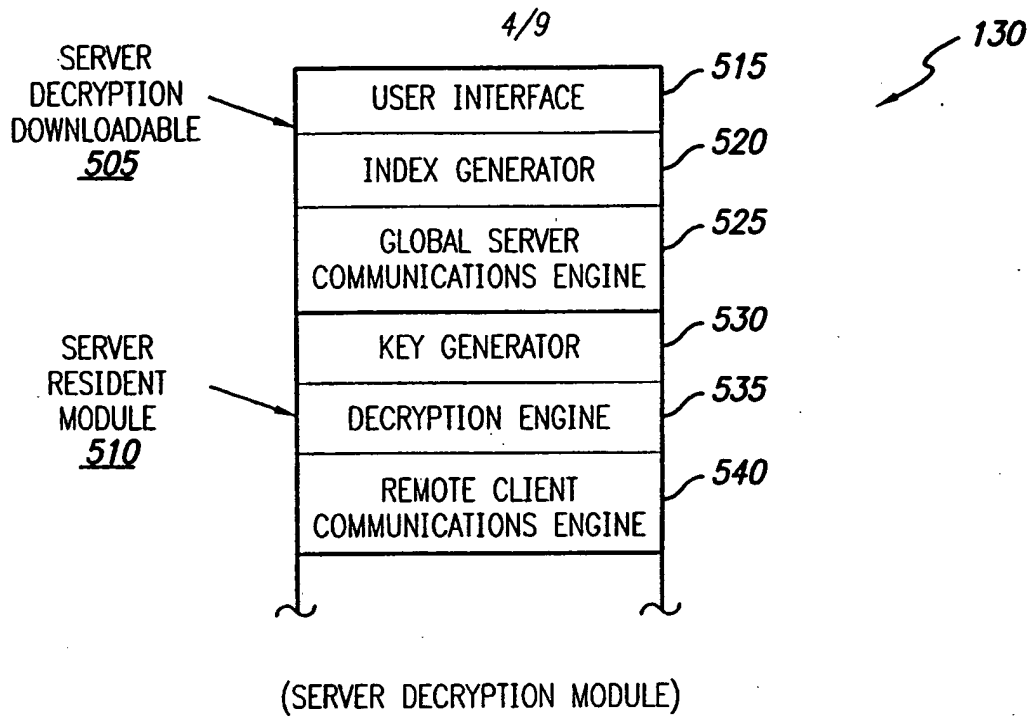 4/9
130
SERVER
DECRYPTION
DOWNLOADABLE
505
USER INTERFACE
515
INDEX GENERATOR
520
GLOBAL SERVER
COMMUNICATIONS ENGINE
525
SERVER
RESIDENT
MODULE
510
KEY GENERATOR
530
DECRYPTION ENGINE
535
REMOTE CLIENT
COMMUNICATIONS ENGINE
540
(SERVER DECRYPTION MODULE)